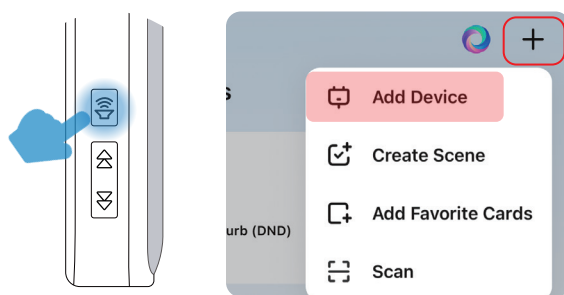 s
Add Device
Create Scene
Add Favorite Cards
urb (DND)
Scan